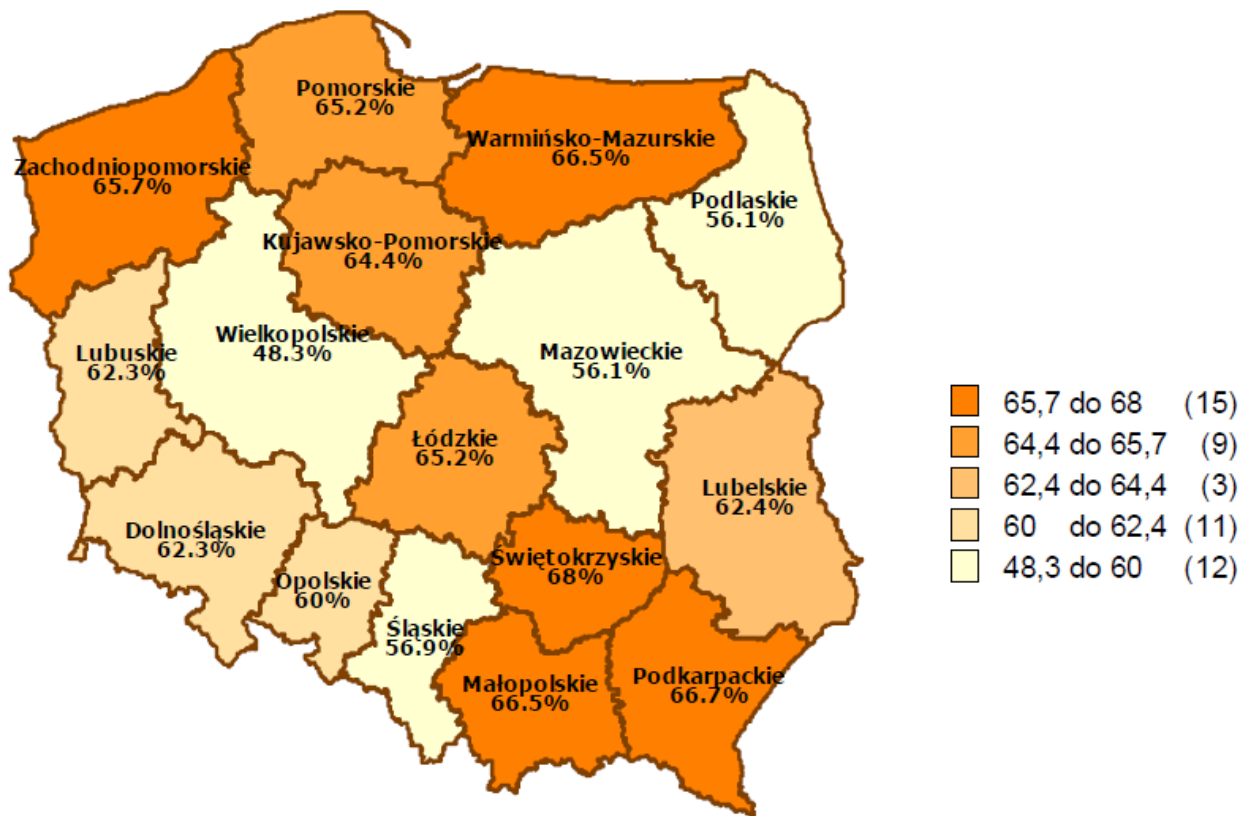 Pomorskie
65.2%
Warmińsko-Mazurskie
66.5%
Zachodniopomorskie
65.7%
Podlaskie
56.1%
Kujawsko-Pomorskie
64.4%
Wielkopolskie
48.3%
Lubuskie
62.3%
Mazowieckie
56.1%
Łódzkie
65.2%
Lubelskie
62.4%
Dolnośląskie
62.3%
Opolskie
60%
Świętokrzyskie
68%
Śląskie
56.9%
Małopolskie
66.5%
Podkarpackie
66.7%
65,7 do 68 (15)
64,4 do 65,7 (9)
62,4 do 64,4 (3)
60 do 62,4 (11)
48,3 do 60 (12)